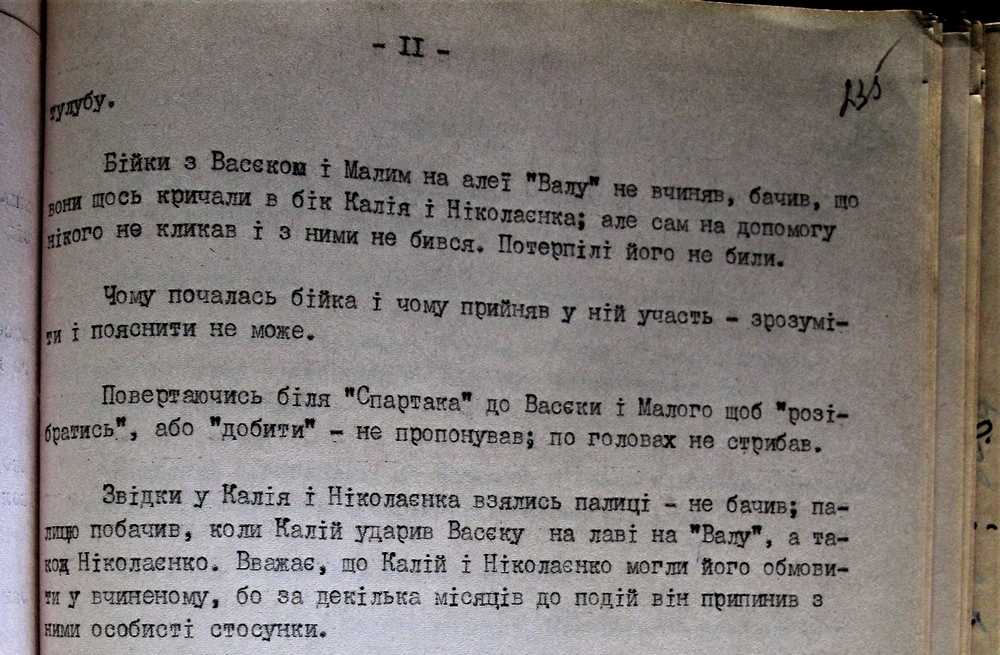 - II -
235
тулубу.
Бійки з Васєком і Малим на алеї "Валу" не вчиняв, бачив, що
вони щось кричали в бік Калія і Ніколаєнка; але сам на допомогу
нікого не кликав і з ними не бився. Потерпілі його не били.
Чому почалась бійка і чому прийняв у ній участь - зрозумі-
ти і пояснити не може.
Повертаючись біля "Спартака" до Васєки і Малого щоб "розі-
братись", або "добити" - не пропонував; по головах не стрибав.
Звідки у Калія і Ніколаєнка взялись палиці - не бачив; па-
лицю побачив, коли Калій ударив Васєку на лаві на "Валу", а та-
кож Ніколаєнко. Вважає, що Калій і Ніколаєнко могли його обмови-
ти у вчиненому, бо за декілька місяців до подій він припинив з
ними особисті стосунки.